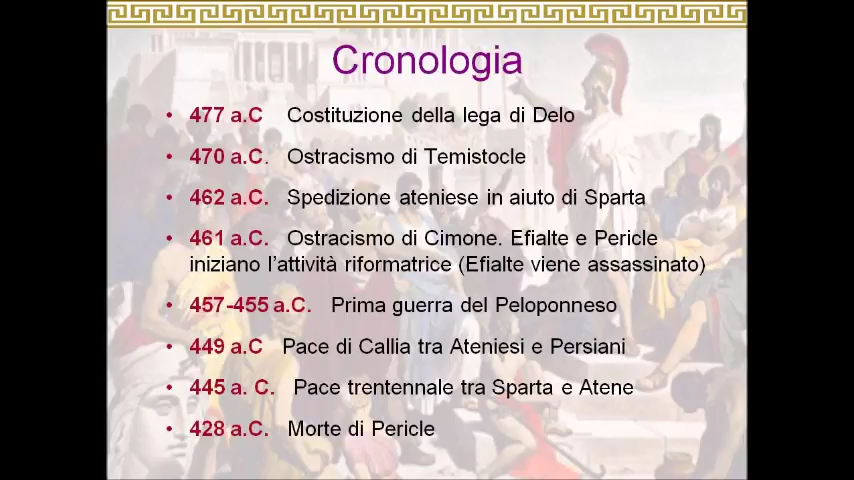 Cronologia
• 477 a.C Costituzione della lega di Delo
• 470 a.C. Ostracismo di Temistocle
• 462 a.C. Spedizione ateniese in aiuto di Sparta
• 461 a.C. Ostracismo di Cimone. Efialte e Pericle
iniziano l'attività riformatrice (Efialte viene assassinato)
• 457-455 a.C. Prima guerra del Peloponneso
• 449 a.C Pace di Callia tra Ateniesi e Persiani
• 445 a. C. Pace trentennale tra Sparta e Atene
• 428 a.C. Morte di Pericle